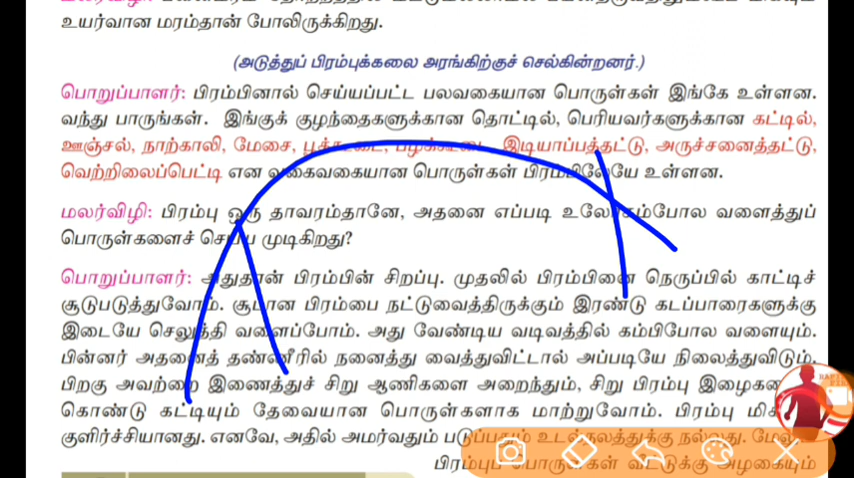 உயர்வான மரம்தான் போலிருக்கிறது.
(அடுத்துப் பிரம்புக்கலை அரங்கிற்குச் செல்கின்றனர்.)
பொறுப்பாளர்: பிரம்பினால் செய்யப்பட்ட பலவகையான பொருள்கள் இங்கே உள்ளன.
வந்து பாருங்கள். இங்குக் குழந்தைகளுக்கான தொட்டில், பெரியவர்களுக்கான கட்டில்,
ஊஞ்சல், நாற்காலி, மேசை, பூக்கூடை, பழக்கூடை, இடியாப்பத்தட்டு, அருச்சனைத்தட்டு,
வெற்றிலைப்பெட்டி என வகைவகையான பொருள்கள் பிரம்பிலேயே உள்ளன.
மலர்விழி: பிரம்பு ஒரு தாவரம்தானே, அதனை எப்படி உலோகம்போல வளைத்துப்
பொருள்களைச் செய்ய முடிகிறது?
பொறுப்பாளர்: அதுதான் பிரம்பின் சிறப்பு. முதலில் பிரம்பினை நெருப்பில் காட்டிச்
சூடுபடுத்துவோம். சூடான பிரம்பை நட்டுவைத்திருக்கும் இரண்டு கடப்பாரைகளுக்கு
இடையே செலுத்தி வளைப்போம். அது வேண்டிய வடிவத்தில் கம்பிபோல வளையும்.
பின்னர் அதனைத் தண்ணீரில் நனைத்து வைத்துவிட்டால் அப்படியே நிலைத்துவிடும்.
பிறகு அவற்றை இணைத்துச் சிறு ஆணிகளை அறைந்தும், சிறு பிரம்பு
கொண்டு கட்டியும் தேவையான பொருள்களாக மாற்றுவோம். பிரம்பு
குளிர்ச்சியானது. எனவே, அதில் அமர்வதும் படுப்பதும் உடல்நலத்துக்கு நல்லது.
பிரம்புப் பொருள்கள் வீட்டுக்கு அழகையும்